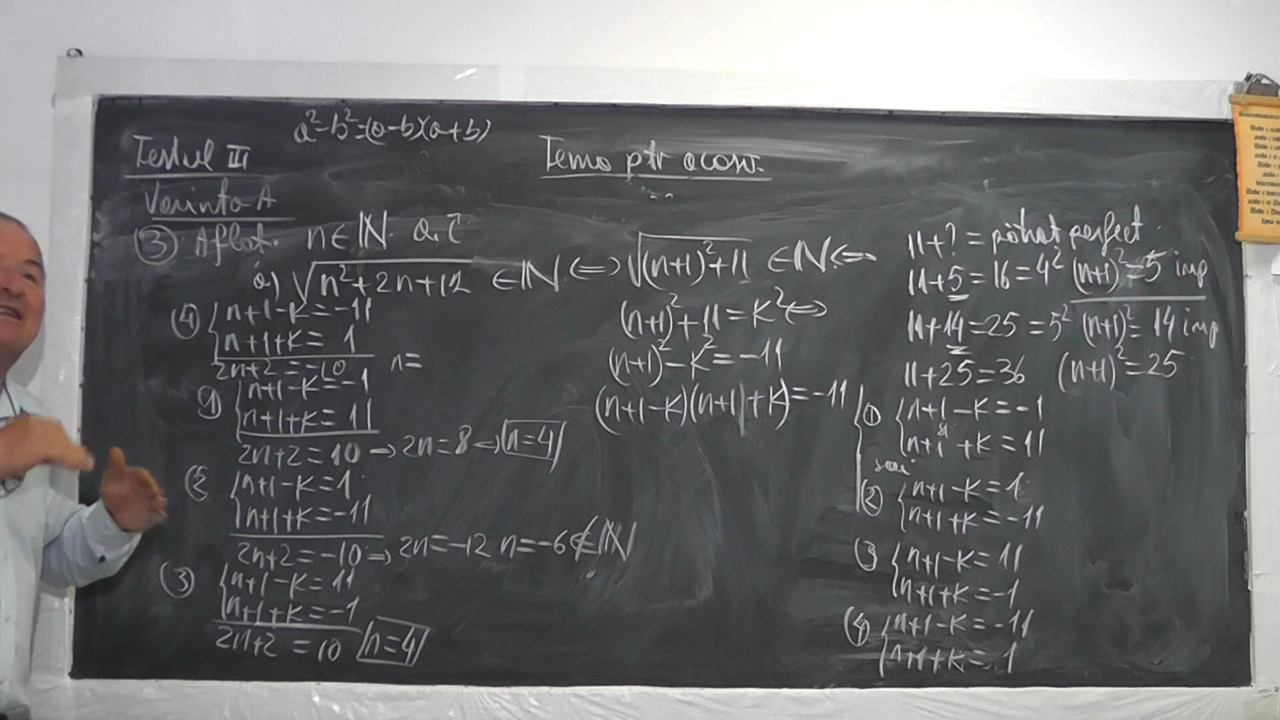 a²-b²=(a-b)(a+b)
Testul III
Tema ptr acasă.
Varianta A
③ Aflați n∈ℕ a.î
a) √(n²+2n+12) ∈ℕ ⟺ √((n+1)²+11) ∈ℕ ⟺
(n+1)²+11=k² ⟺
(n+1)²-k²=-11
(n+1-k)(n+1+k)=-11
④ {n+1-k=-11
n+1+k=1
2n+2=-10 n=
① {n+1-k=-1
n+1+k=11
2n+2=10 → 2n=8 → n=4
② {n+1-k=1
n+1+k=-11
2n+2=-10 → 2n=-12 n=-6∉ℕ
③ {n+1-k=11
n+1+k=-1
2n+2=10 n=4
11+?=pătrat perfect.
11+5=16=4² (n+1)²=5 imp
11+14=25=5² (n+1)²=14 imp
11+25=36 (n+1)²=25
① {n+1-k=-1
n+1+k=11
sau
② {n+1-k=1
n+1+k=-11
③ {n+1-k=11
n+1+k=-1
④ {n+1-k=-11
n+1+k=1